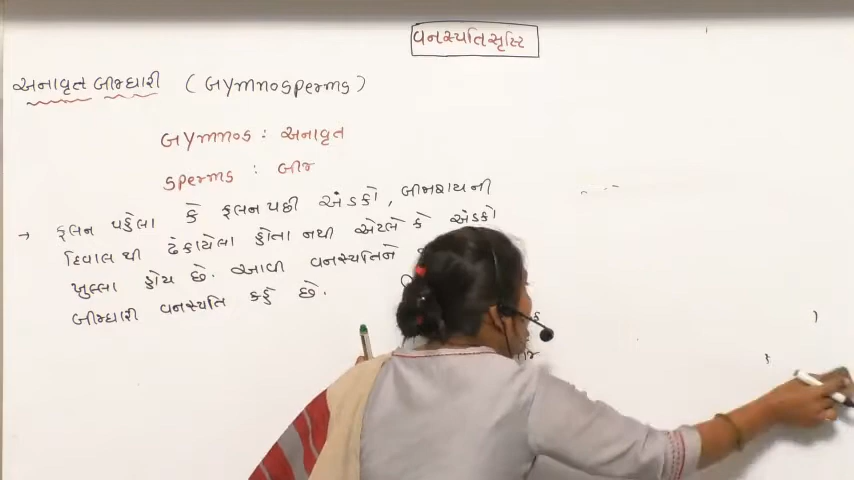 વનસ્પતિસૃષ્ટિ
અનાવૃત બીજધારી (Gymnosperms)
Gymnos : અનાવૃત
sperms : બીજ
→ ફલન પહેલા કે ફલન પછી અંડકો, બીજાશયની
દિવાલ થી ઢંકાયેલા હોતા નથી એટલે કે અંડકો
ખુલ્લા હોય છે. આવી વનસ્પતિને
બીજધારી વનસ્પતિ કહે છે.